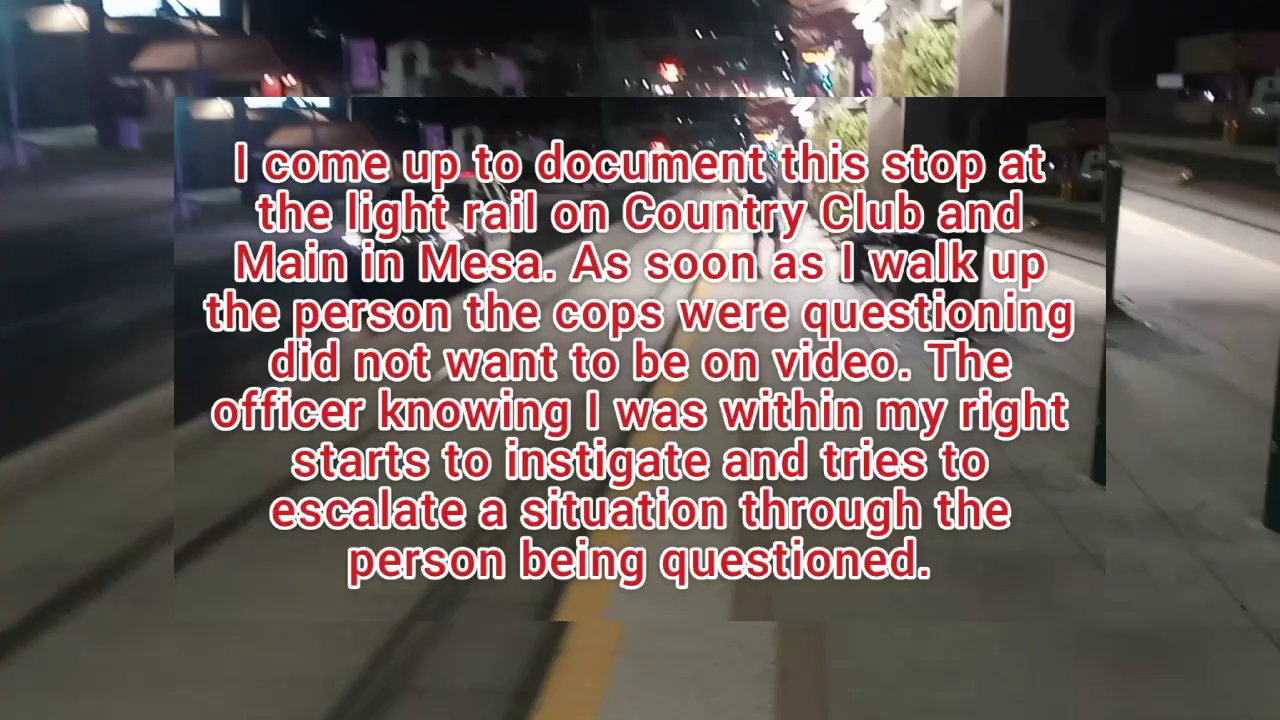 I come up to document this stop at
the light rail on Country Club and
Main in Mesa. As soon as I walk up
the person the cops were questioning
did not want to be on video. The
officer knowing I was within my right
starts to instigate and tries to
escalate a situation through the
person being questioned.